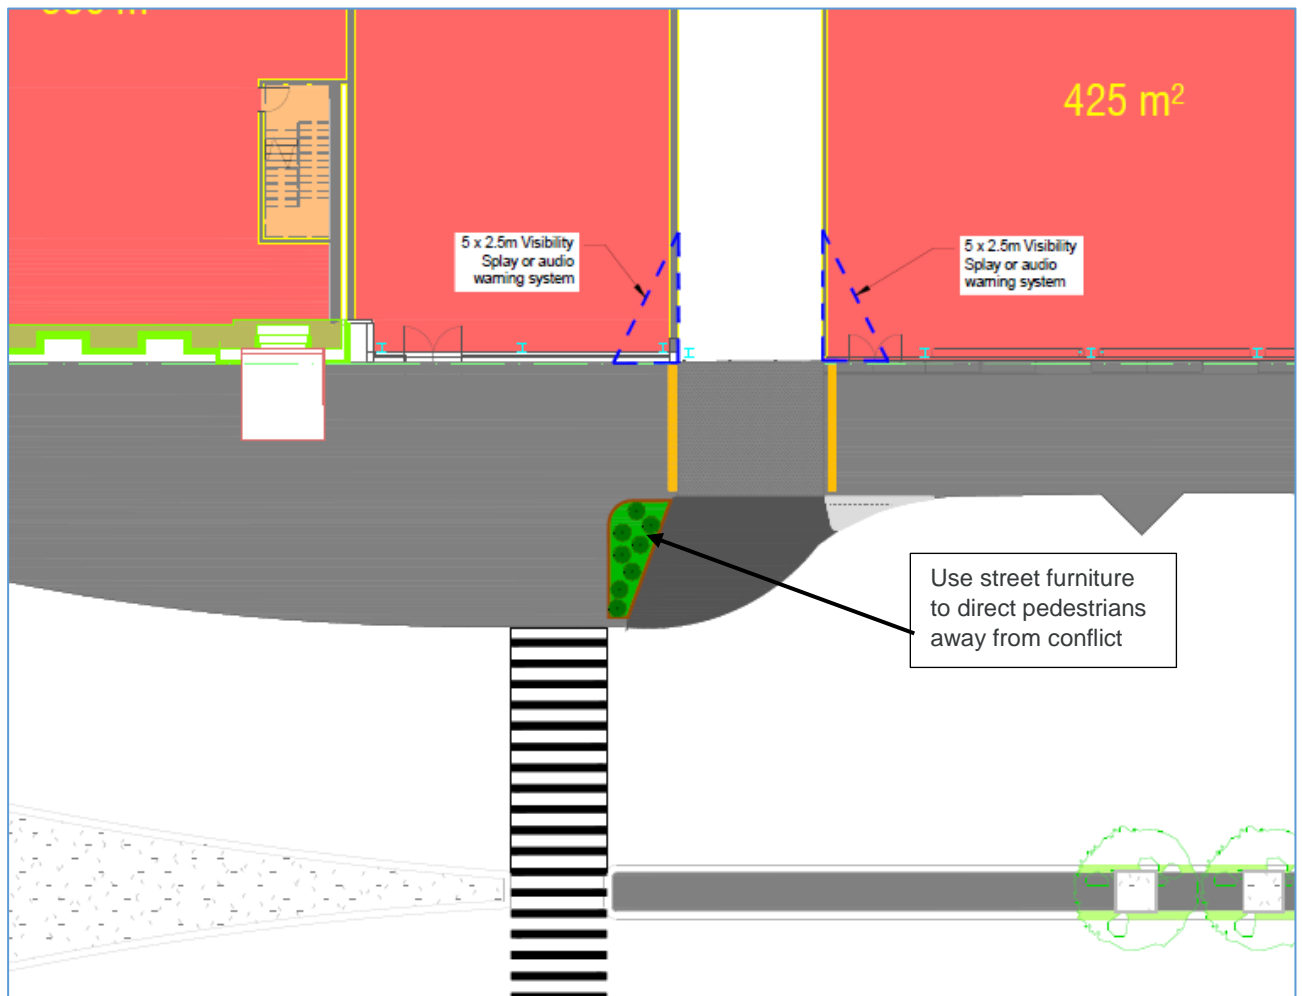 425 m²
5 x 2.5m Visibility
Splay or audio
warning system
5 x 2.5m Visibility
Splay or audio
warning system
Use street furniture
to direct pedestrians
away from conflict